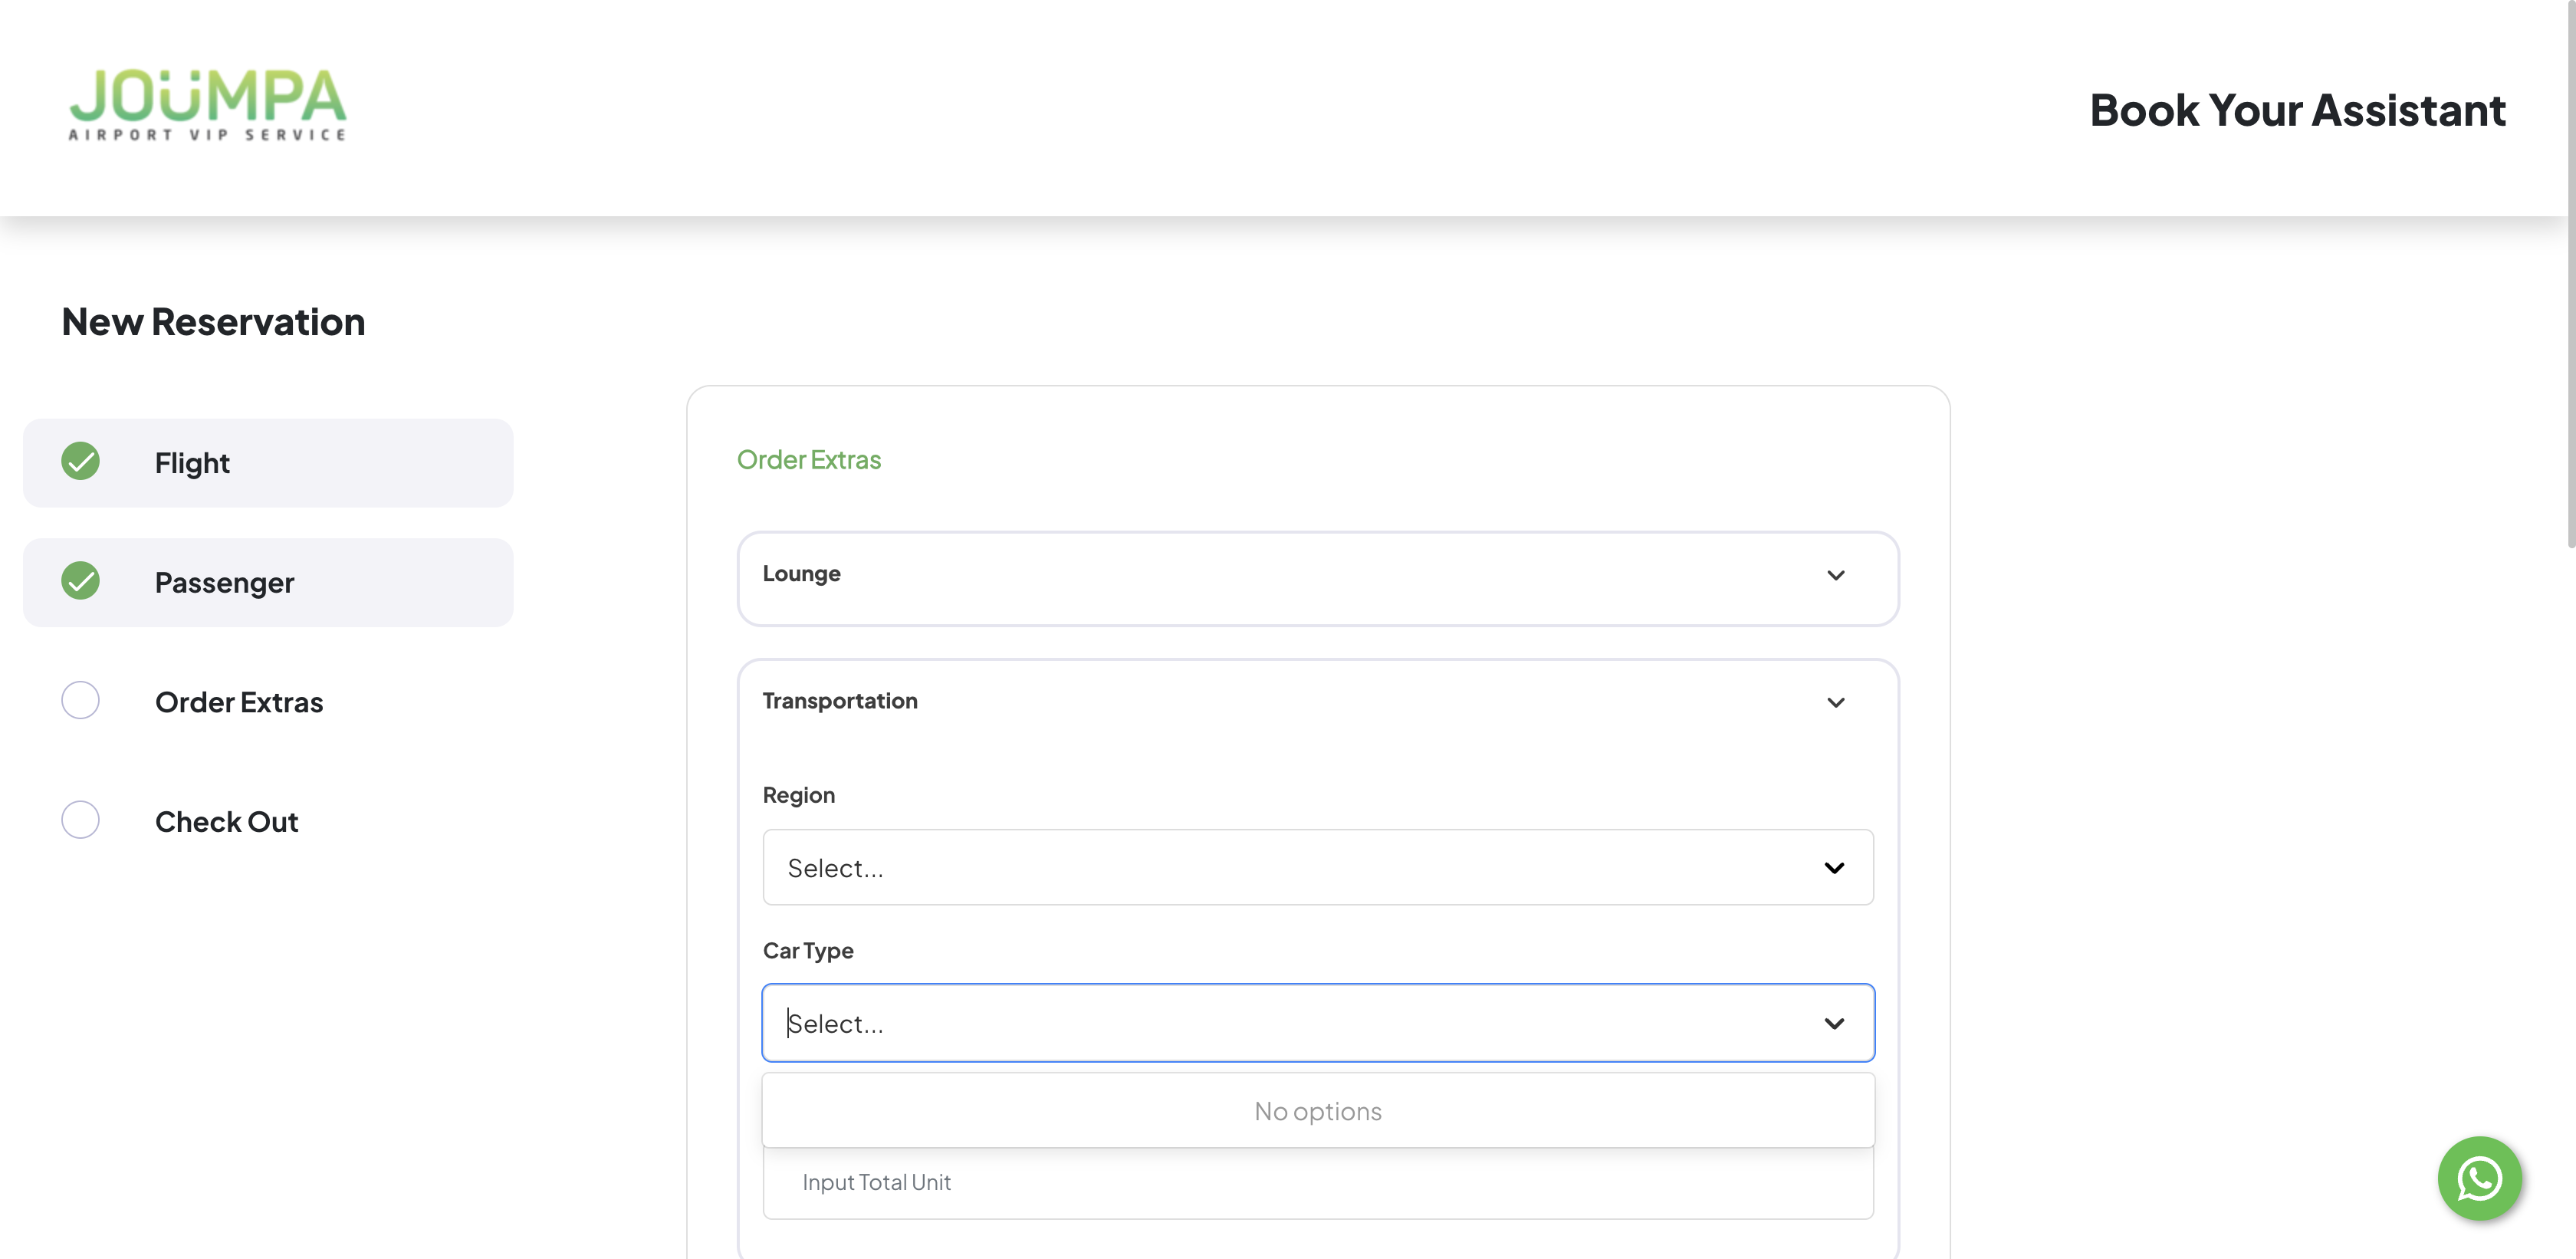 JOÜMPA
AIRPORT VIP SERVICE
Book Your Assistant
New Reservation
Flight
Passenger
Order Extras
Check Out
Order Extras
Lounge
Transportation
Region
Select...
Car Type
Select...
No options
Input Total Unit